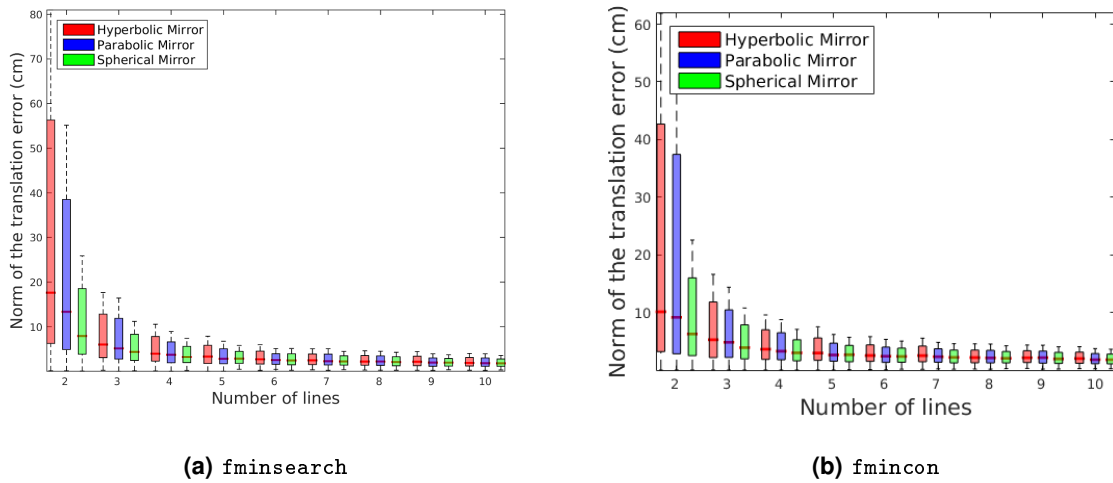 80
70
60
50
40
30
20
10
Norm of the translation error (cm)
Hyperbolic Mirror
Parabolic Mirror
Spherical Mirror
2 3 4 5 6 7 8 9 10
Number of lines
(a) fminsearch
60
50
40
30
20
10
Norm of the translation error (cm)
Hyperbolic Mirror
Parabolic Mirror
Spherical Mirror
2 3 4 5 6 7 8 9 10
Number of lines
(b) fmincon